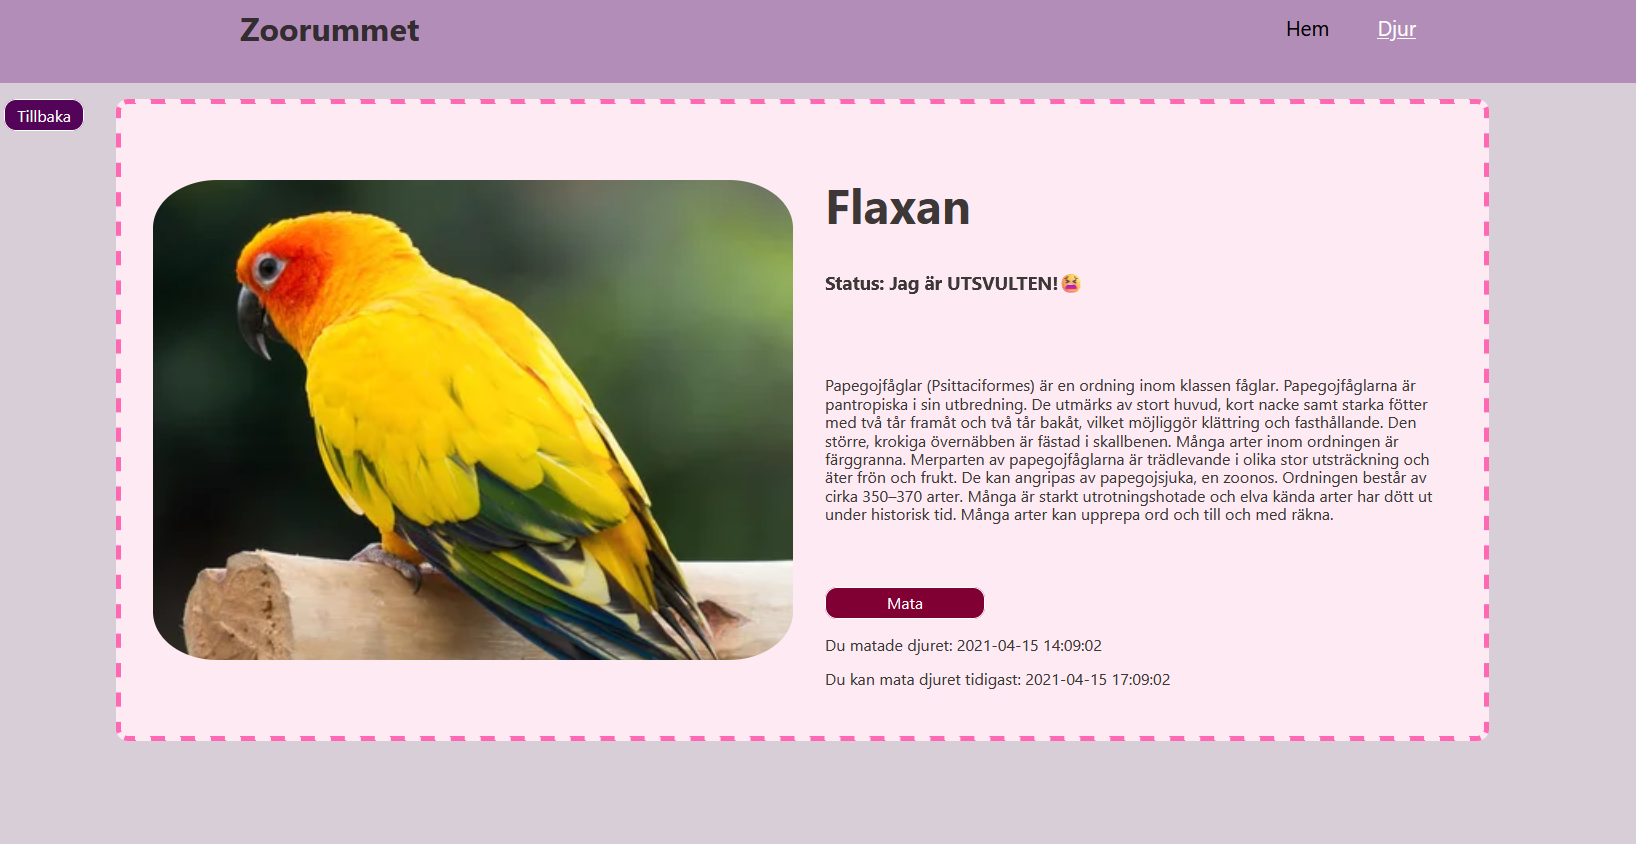 Zoorummet
Hem
Djur
Tillbaka
Flaxan
Status: Jag är UTSVULTEN!😫
Papegojfåglar (Psittaciformes) är en ordning inom klassen fåglar. Papegojfåglarna är
pantropiska i sin utbredning. De utmärks av stort huvud, kort nacke samt starka fötter
med två tår framåt och två tår bakåt, vilket möjliggör klättring och fasthållande. Den
större, krokiga övernäbben är fästad i skallbenen. Många arter inom ordningen är
färggranna. Merparten av papegojfåglarna är trädlevande i olika stor utsträckning och
äter frön och frukt. De kan angripas av papegojsjuka, en zoonos. Ordningen består av
cirka 350–370 arter. Många är starkt utrotningshotade och elva kända arter har dött ut
under historisk tid. Många arter kan upprepa ord och till och med räkna.
Mata
Du matade djuret: 2021-04-15 14:09:02
Du kan mata djuret tidigast: 2021-04-15 17:09:02